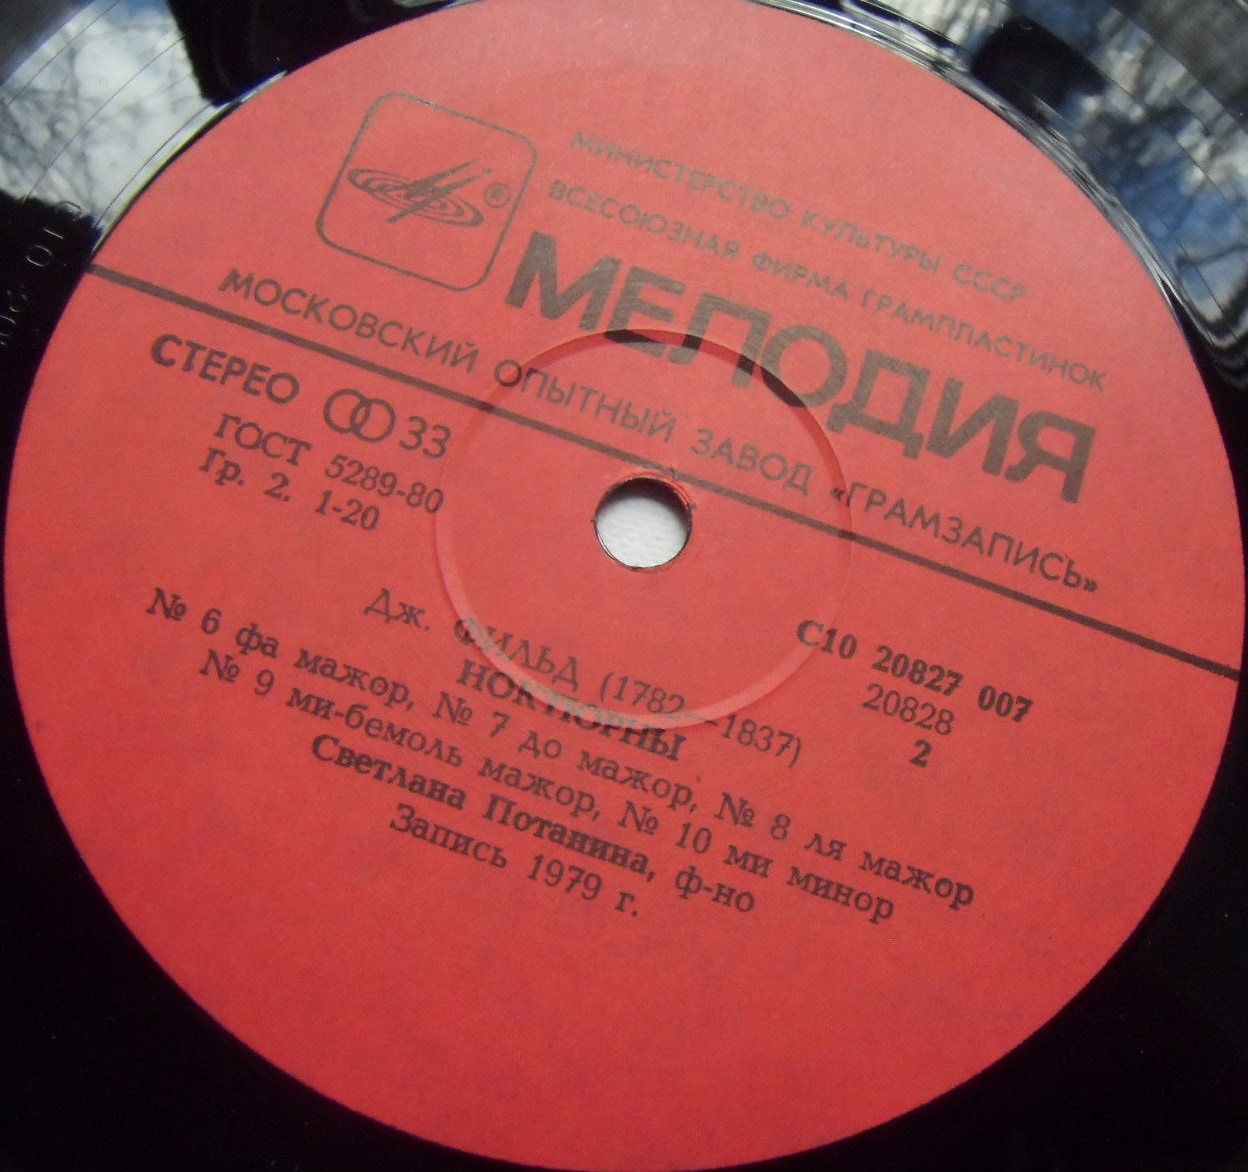 МИНИСТЕРСТВО КУЛЬТУРЫ СССР
ВСЕСОЮЗНАЯ ФИРМА ГРАМПЛАСТИНОК
®
МЕЛОДИЯ
МОСКОВСКИЙ ОПЫТНЫЙ ЗАВОД «ГРАМЗАПИСЬ»
СТЕРЕО 33
ГОСТ 5289-80
Гр. 2. 1-20
С10 20827 007
20828
2
Дж. ФИЛЬД (1782—1837)
НОКТЮРНЫ
№ 6 фа мажор, № 7 до мажор, № 8 ля мажор
№ 9 ми-бемоль мажор, № 10 ми минор
Светлана Потанина, ф-но
Запись 1979 г.